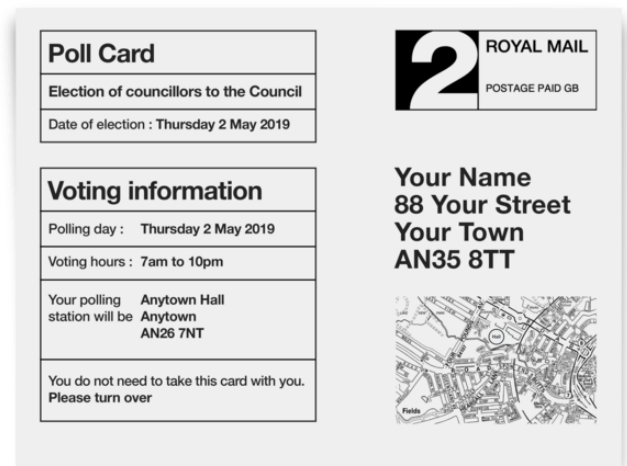 Poll Card
Election of councillors to the Council
Date of election : Thursday 2 May 2019
2
ROYAL MAIL
POSTAGE PAID GB
Voting information
Polling day : Thursday 2 May 2019
Voting hours : 7am to 10pm
Your polling station will be
Anytown Hall
Anytown
AN26 7NT
You do not need to take this card with you.
Please turn over
Your Name
88 Your Street
Your Town
AN35 8TT
Hall
Fields